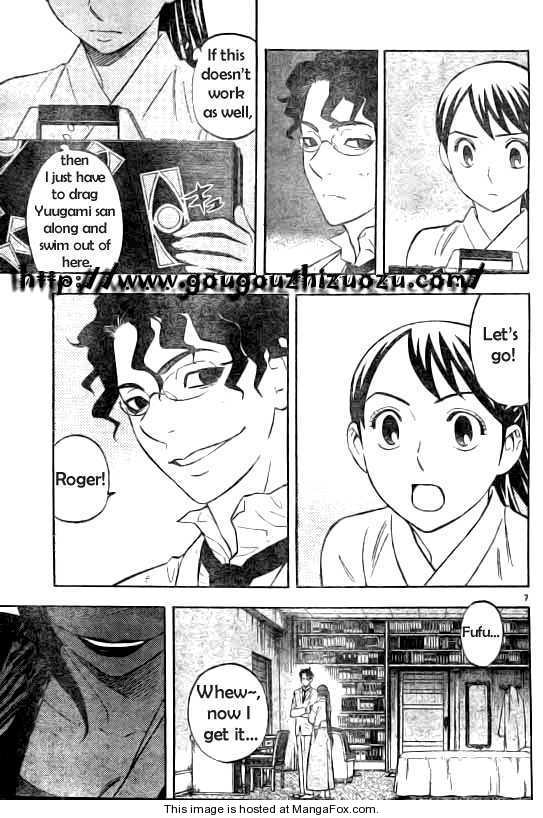 If this
doesn't
work
as well,
then
I just have
to drag
Yuugami san
along and
swim out of
here.
http://www.gougouzhizuozu.com/
Let's
go!
Roger!
7
Fufu...
Whew~,
now I
get it...
This image is hosted at MangaFox.com.